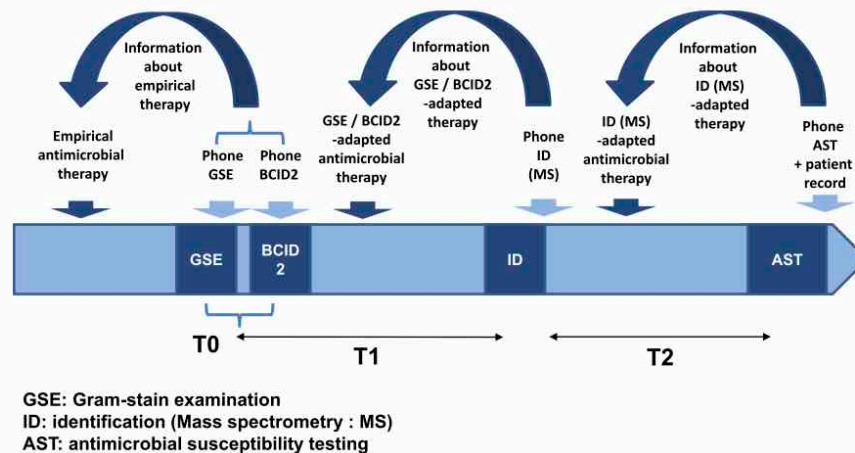 Information
about
empirical
therapy
Information
about
GSE / BCID2
-adapted
therapy
Information
about
ID (MS)
-adapted
therapy
Empirical
antimicrobial
therapy
Phone
GSE
Phone
BCID2
GSE / BCID2
-adapted
antimicrobial
therapy
Phone
ID
(MS)
ID (MS)
-adapted
antimicrobial
therapy
Phone
AST
+ patient
record
GSE
BCID
2
ID
AST
T0
T1
T2
GSE: Gram-stain examination
ID: identification (Mass spectrometry : MS)
AST: antimicrobial susceptibility testing